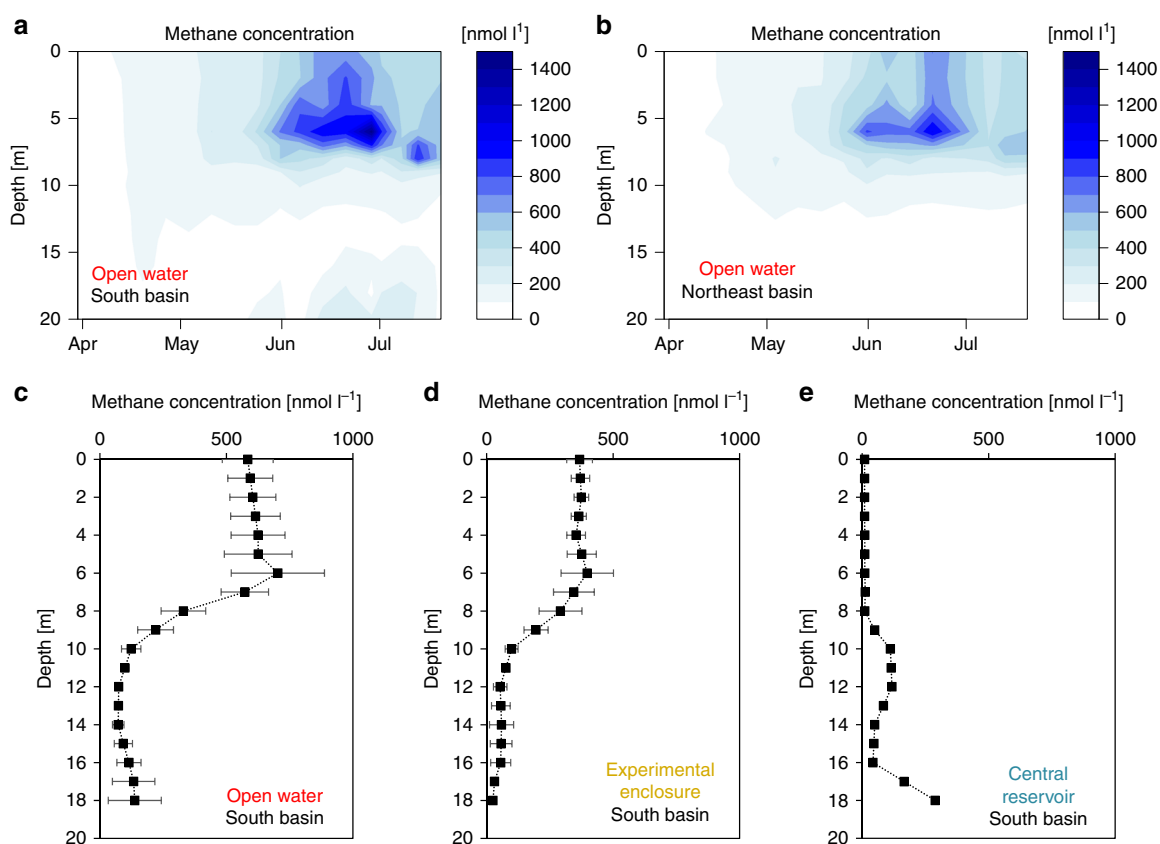 a
Methane concentration
[nmol l1]
0
5
10
15
20
Depth [m]
Open water
South basin
Apr
May
Jun
Jul
1400
1200
1000
800
600
400
200
0
b
Methane concentration
[nmol l1]
0
5
10
15
20
Depth [m]
Open water
Northeast basin
Apr
May
Jun
Jul
1400
1200
1000
800
600
400
200
0
c
Methane concentration [nmol l−1]
0 500 1000
0
2
4
6
8
10
12
14
16
18
20
Depth [m]
Open water
South basin
d
Methane concentration [nmol l−1]
0 500 1000
0
2
4
6
8
10
12
14
16
18
20
Depth [m]
Experimental
enclosure
South basin
e
Methane concentration [nmol l−1]
0 500 1000
0
2
4
6
8
10
12
14
16
18
20
Depth [m]
Central
reservoir
South basin